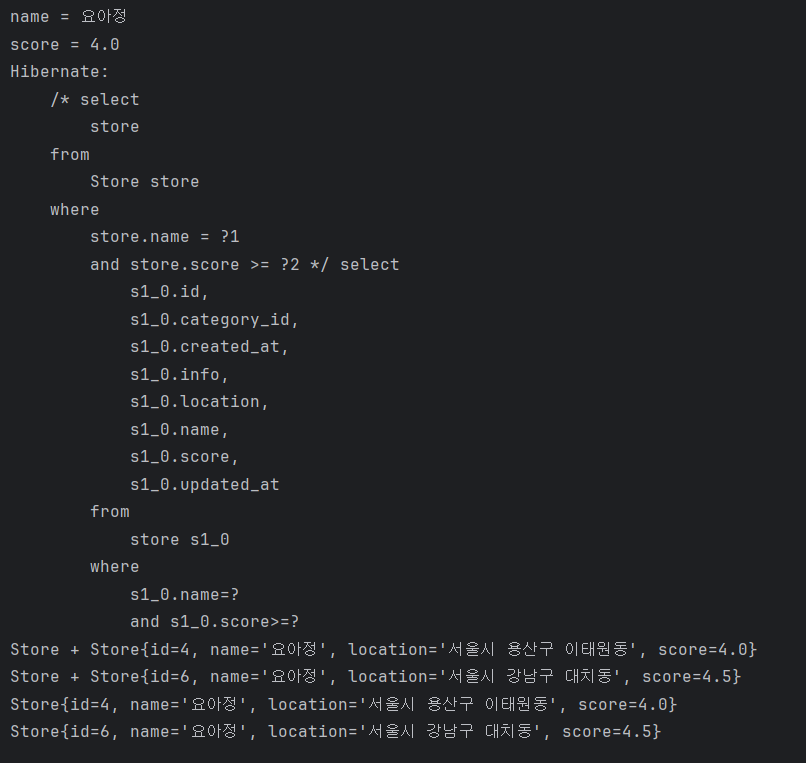 name = 요아정
score = 4.0
Hibernate:
    /* select
        store
    from
        Store store
    where
        store.name = ?1
        and store.score >= ?2 */ select
            s1_0.id,
            s1_0.category_id,
            s1_0.created_at,
            s1_0.info,
            s1_0.location,
            s1_0.name,
            s1_0.score,
            s1_0.updated_at
        from
            store s1_0
        where
            s1_0.name=?
            and s1_0.score>=?
Store + Store{id=4, name='요아정', location='서울시 용산구 이태원동', score=4.0}
Store + Store{id=6, name='요아정', location='서울시 강남구 대치동', score=4.5}
Store{id=4, name='요아정', location='서울시 용산구 이태원동', score=4.0}
Store{id=6, name='요아정', location='서울시 강남구 대치동', score=4.5}